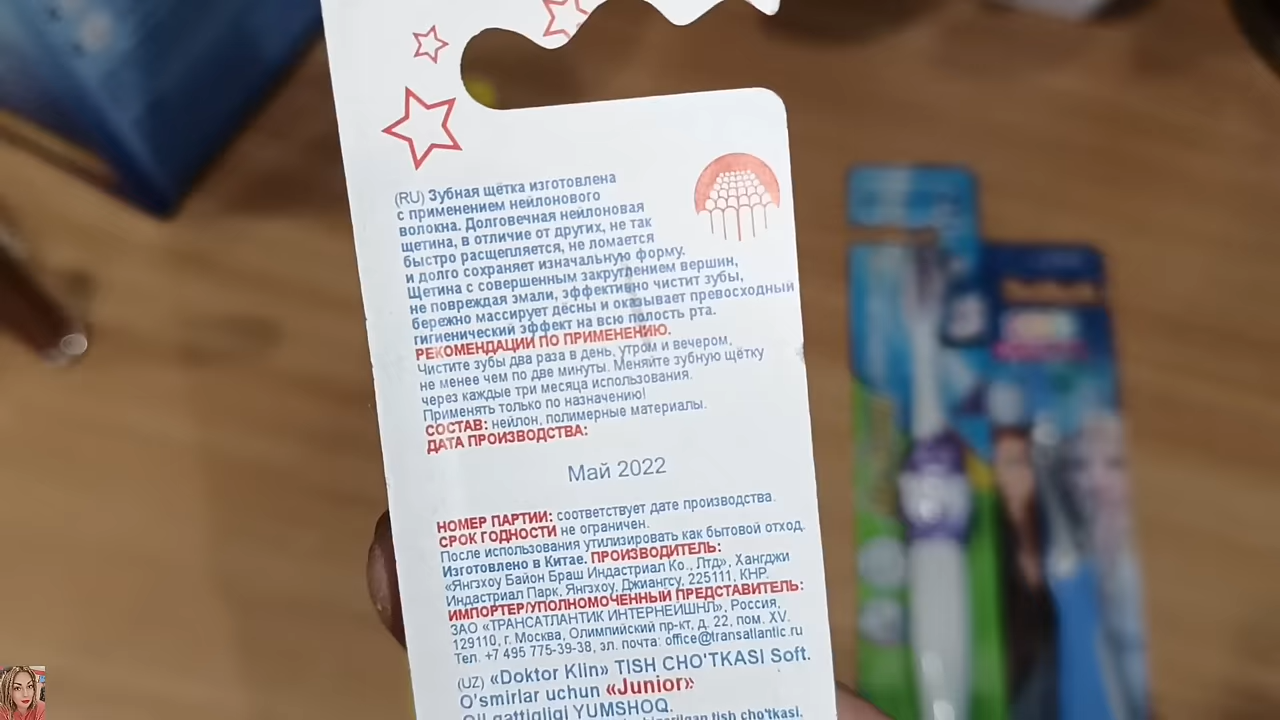 (RU) Зубная щётка изготовлена
с применением нейлонового
волокна. Долговечная нейлоновая
щетина, в отличие от других, не так
быстро расщепляется, не ломается
и долго сохраняет изначальную форму.
Щетина с совершенным закруглением вершин,
не повреждая эмали, эффективно чистит зубы,
бережно массирует дёсны и оказывает превосходный
гигиенический эффект на всю полость рта.
РЕКОМЕНДАЦИИ ПО ПРИМЕНЕНИЮ.
Чистите зубы два раза в день, утром и вечером,
не менее чем по две минуты. Меняйте зубную щётку
через каждые три месяца использования.
Применять только по назначению!
СОСТАВ: нейлон, полимерные материалы.
ДАТА ПРОИЗВОДСТВА:
Май 2022
НОМЕР ПАРТИИ: соответствует дате производства.
СРОК ГОДНОСТИ не ограничен.
После использования утилизировать как бытовой отход.
Изготовлено в Китае. ПРОИЗВОДИТЕЛЬ:
«Янгзхоу Байон Браш Индастриал Ко., Лтд», Хангджи
Индастриал Парк, Янгзхоу, Джиангсу, 225111, КНР.
ИМПОРТЕР/УПОЛНОМОЧЕННЫЙ ПРЕДСТАВИТЕЛЬ:
ЗАО «ТРАНСАТЛАНТИК ИНТЕРНЕЙШНЛ», Россия,
129110, г. Москва, Олимпийский пр-кт, д. 22, пом. XV.
Тел. +7 495 775-39-38, эл. почта: office@transatlantic.ru
(UZ) «Doktor Klin» TISH CHO'TKASI Soft.
O'smirlar uchun «Junior»
Qil qattigligi YUMSHOQ.
tish cho'tkasi.